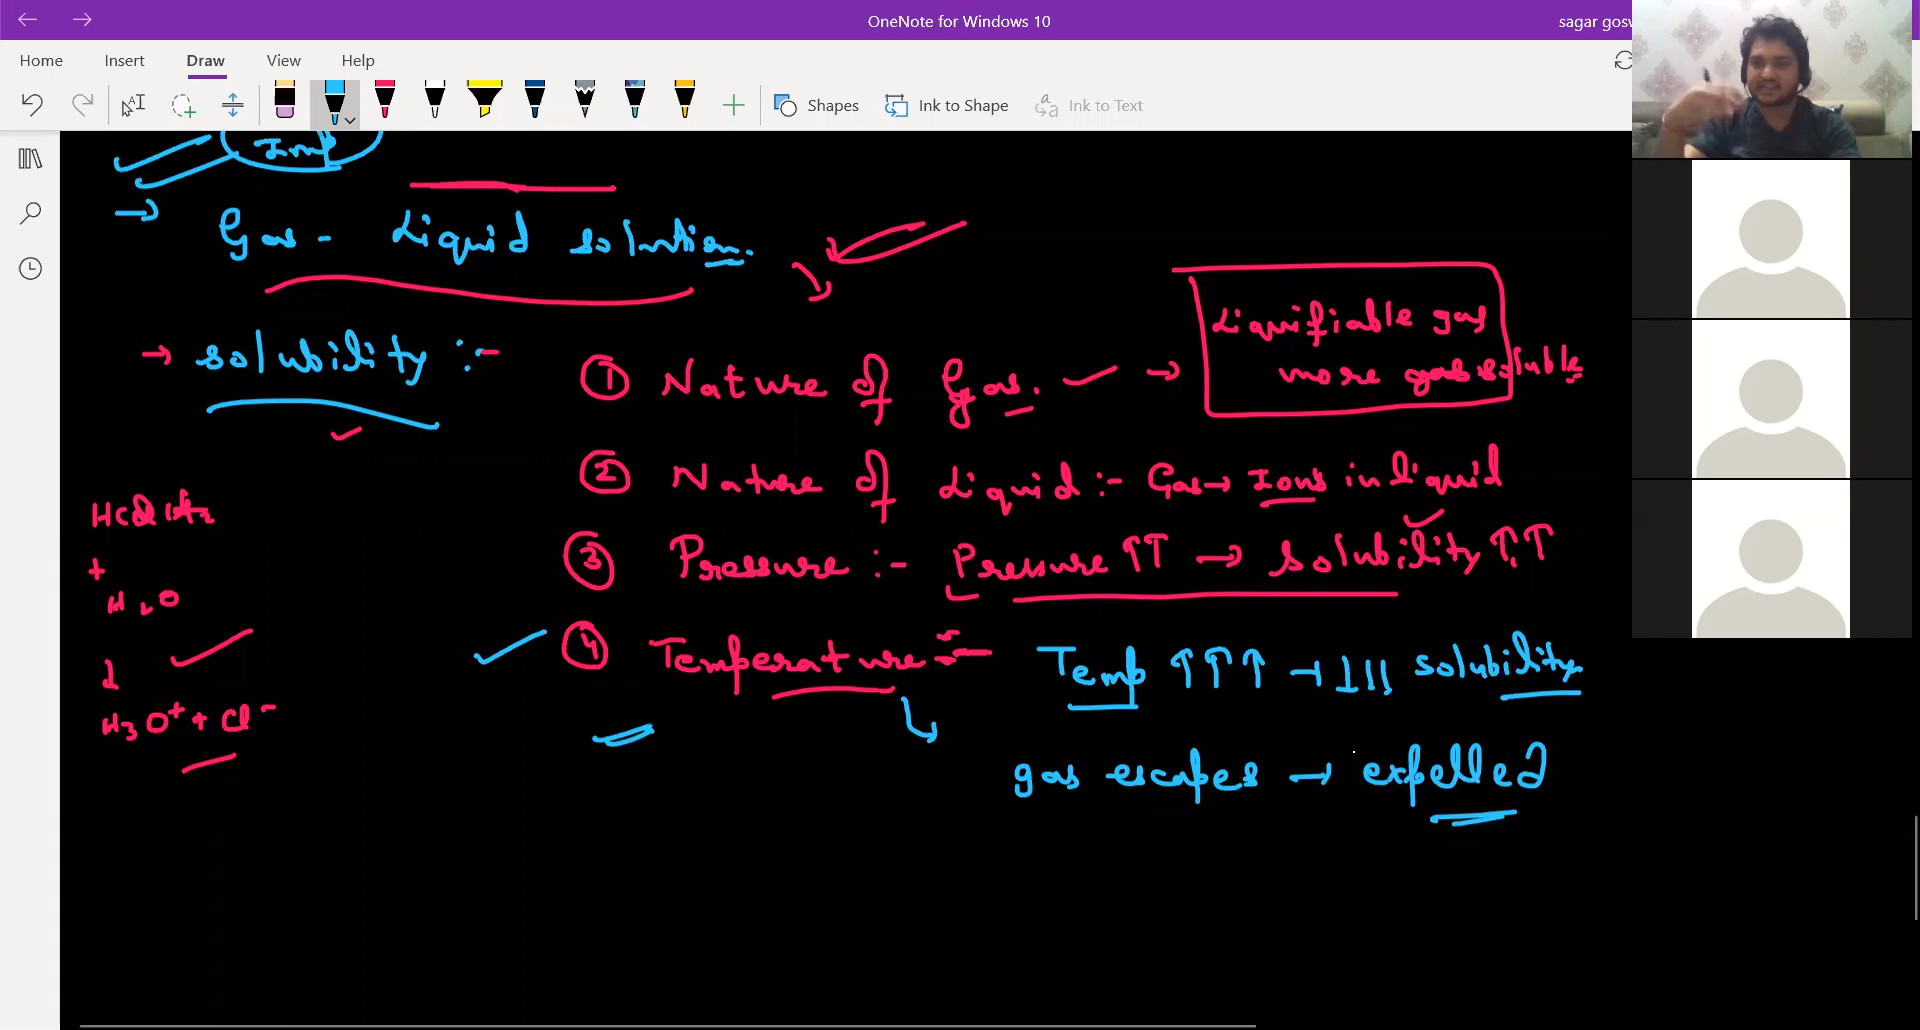 OneNote for Windows 10
sagar gosw
Home Insert Draw View Help
Shapes Ink to Shape Ink to Text
Imp
→ Gas - Liquid solution.
→ solubility :-
① Nature of Gas. → Liquifiable gas
more soluble
② Nature of Liquid :- Gas → Ions in liquid
③ Pressure :- Pressure ↑↑ → solubility ↑↑
④ Temperature :- Temp ↑↑↑ → ↓↓↓ solubility
gas escapes → expelled
+
H2O
↓
H3O+ + Cl-